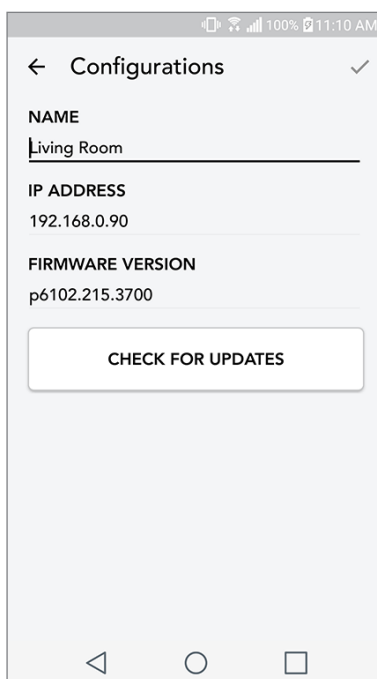 100% 11:10 AM
Configurations
NAME
Living Room
IP ADDRESS
192.168.0.90
FIRMWARE VERSION
p6102.215.3700
CHECK FOR UPDATES